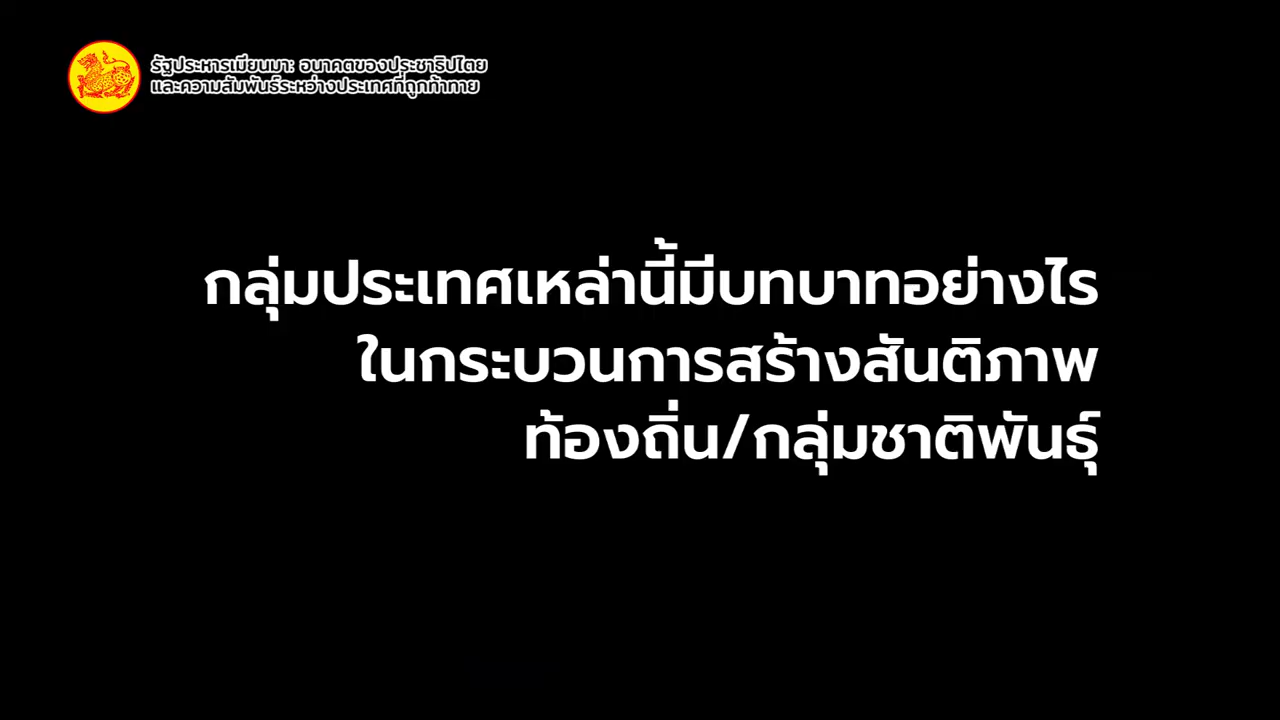 รัฐประหารเมียนมา: อนาคตของประชาธิปไตย
และความสัมพันธ์ระหว่างประเทศที่ถูกท้าทาย
กลุ่มประเทศเหล่านี้มีบทบาทอย่างไร
ในกระบวนการสร้างสันติภาพ
ท้องถิ่น/กลุ่มชาติพันธุ์